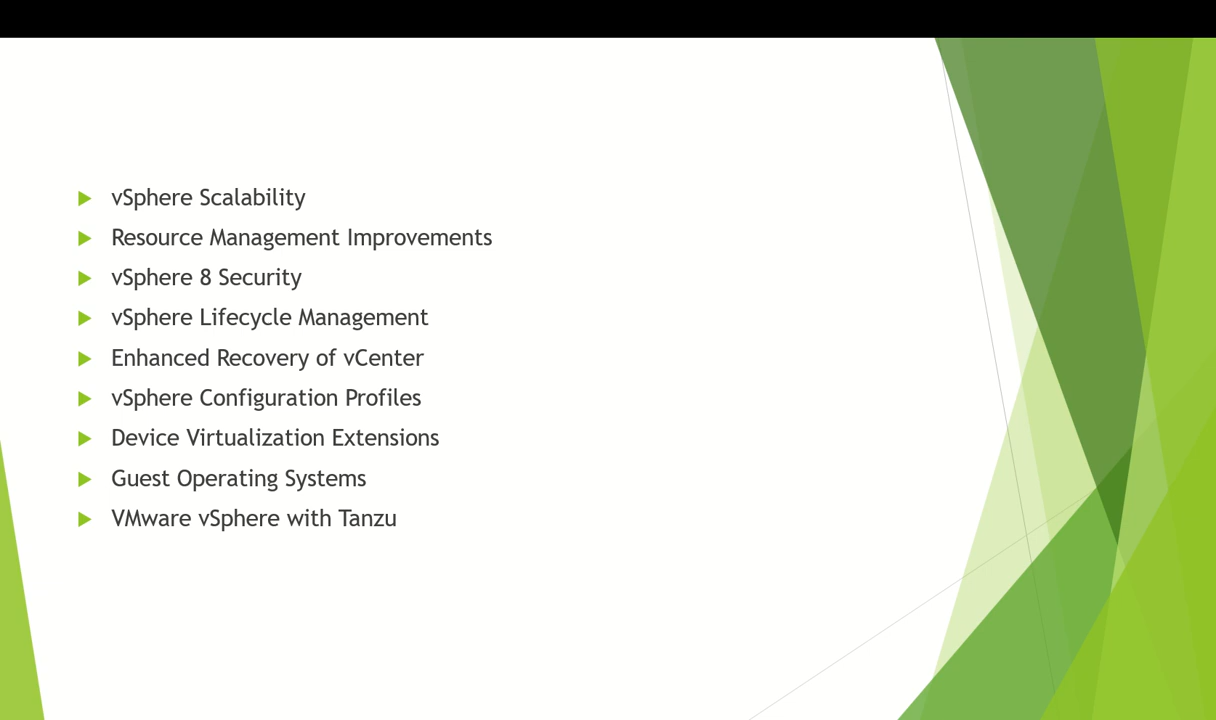 vSphere Scalability
Resource Management Improvements
vSphere 8 Security
vSphere Lifecycle Management
Enhanced Recovery of vCenter
vSphere Configuration Profiles
Device Virtualization Extensions
Guest Operating Systems
VMware vSphere with Tanzu